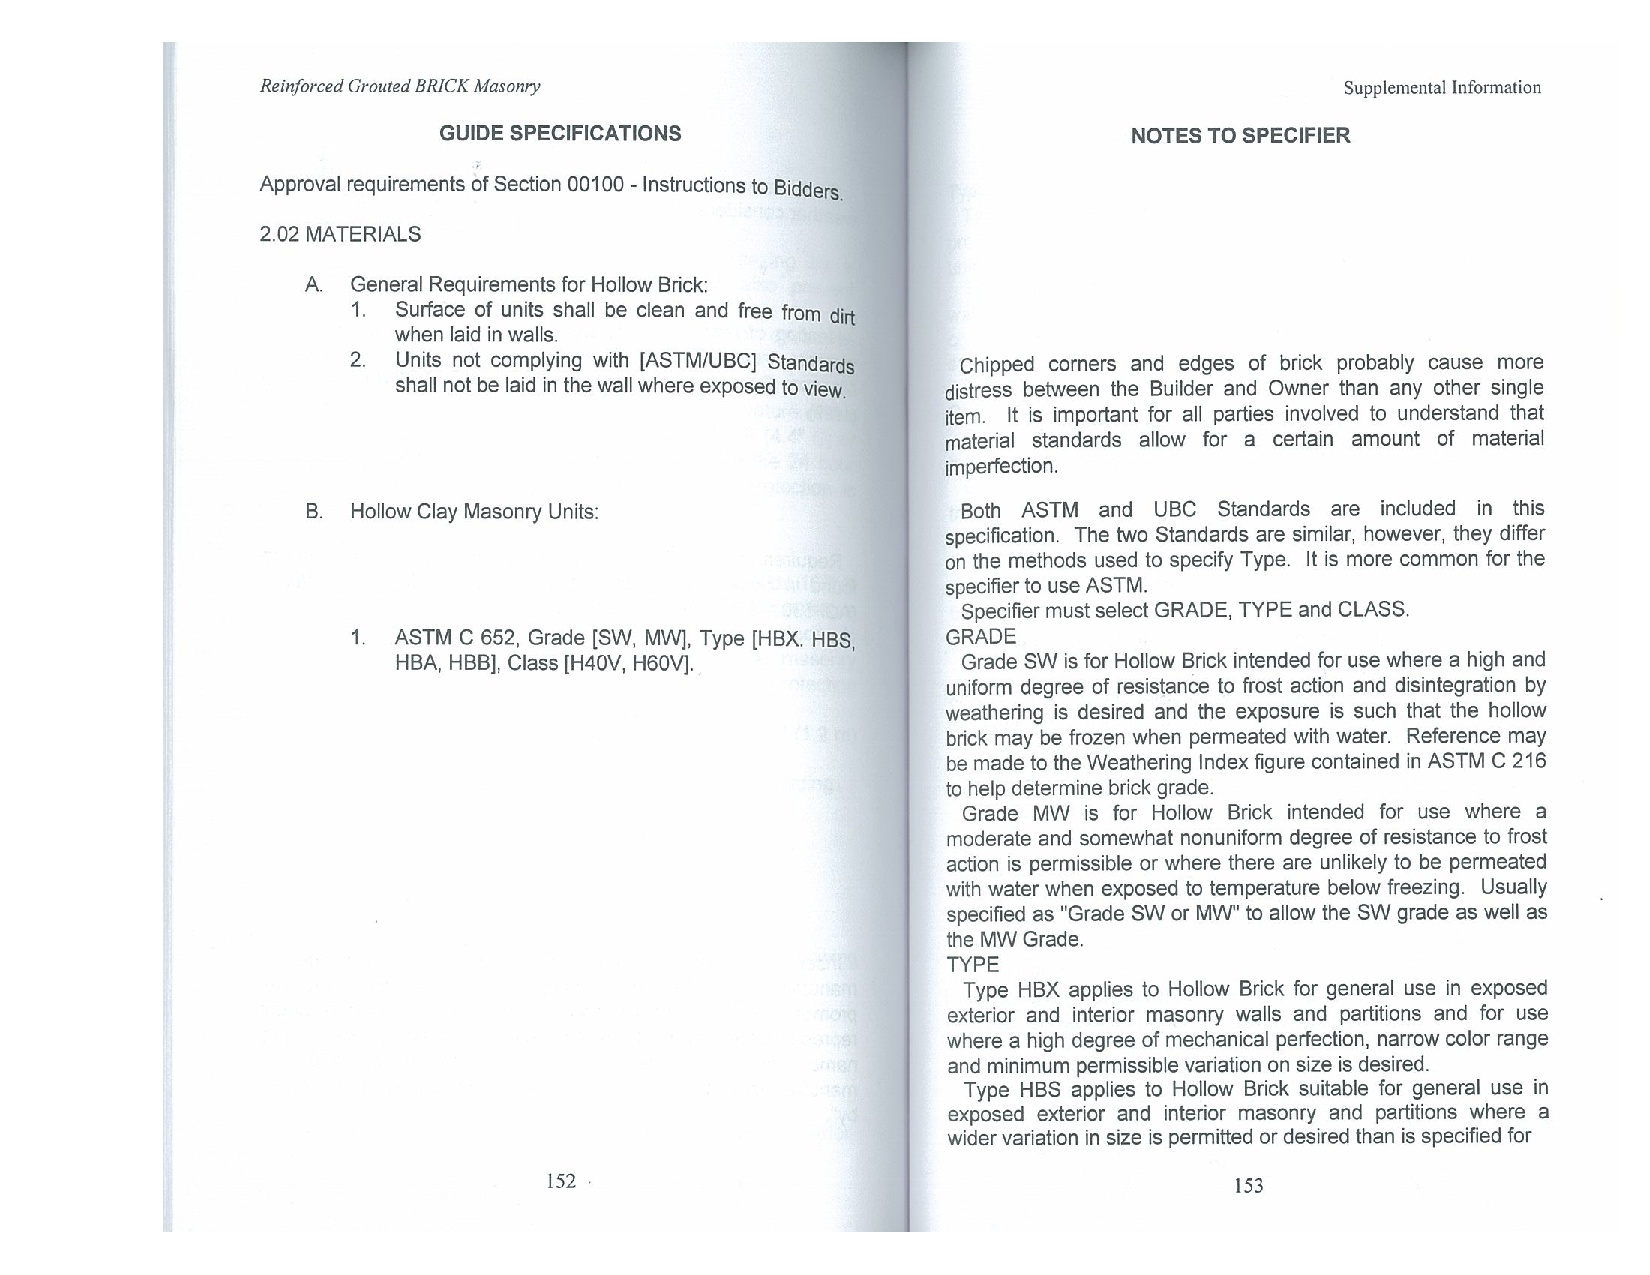 Reinforced Grouted BRICK Masonry
GUIDE SPECIFICATIONS
Approval requirements of Section 00100 - Instructions to Bidders.
2.02 MATERIALS
A. General Requirements for Hollow Brick:
1. Surface of units shall be clean and free from dirt
when laid in walls.
2. Units not complying with [ASTM/UBC] Standards
shall not be laid in the wall where exposed to view.
B. Hollow Clay Masonry Units:
1. ASTM C 652, Grade [SW, MW], Type [HBX. HBS,
HBA, HBB], Class [H40V, H60V].
152
Supplemental Information
NOTES TO SPECIFIER
Chipped corners and edges of brick probably cause more
distress between the Builder and Owner than any other single
item. It is important for all parties involved to understand that
material standards allow for a certain amount of material
imperfection.
Both ASTM and UBC Standards are included in this
specification. The two Standards are similar, however, they differ
on the methods used to specify Type. It is more common for the
specifier to use ASTM.
Specifier must select GRADE, TYPE and CLASS.
GRADE
Grade SW is for Hollow Brick intended for use where a high and
uniform degree of resistance to frost action and disintegration by
weathering is desired and the exposure is such that the hollow
brick may be frozen when permeated with water. Reference may
be made to the Weathering Index figure contained in ASTM C 216
to help determine brick grade.
Grade MW is for Hollow Brick intended for use where a
moderate and somewhat nonuniform degree of resistance to frost
action is permissible or where there are unlikely to be permeated
with water when exposed to temperature below freezing. Usually
specified as "Grade SW or MW" to allow the SW grade as well as
the MW Grade.
TYPE
Type HBX applies to Hollow Brick for general use in exposed
exterior and interior masonry walls and partitions and for use
where a high degree of mechanical perfection, narrow color range
and minimum permissible variation on size is desired.
Type HBS applies to Hollow Brick suitable for general use in
exposed exterior and interior masonry and partitions where a
wider variation in size is permitted or desired than is specified for
153